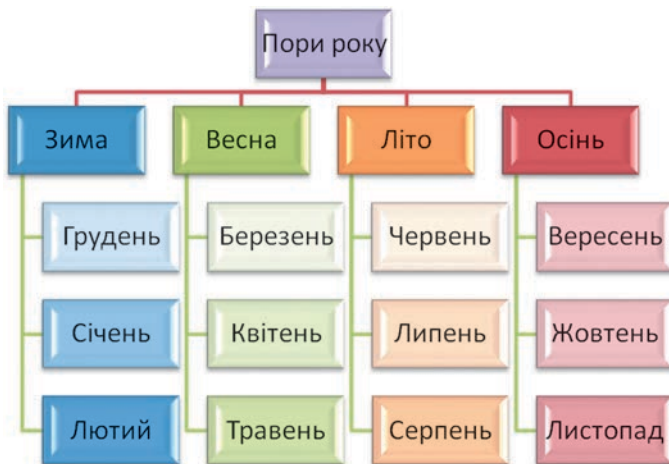 Пори року
Зима
Весна
Літо
Осінь
Грудень
Березень
Червень
Вересень
Січень
Квітень
Липень
Жовтень
Лютий
Травень
Серпень
Листопад